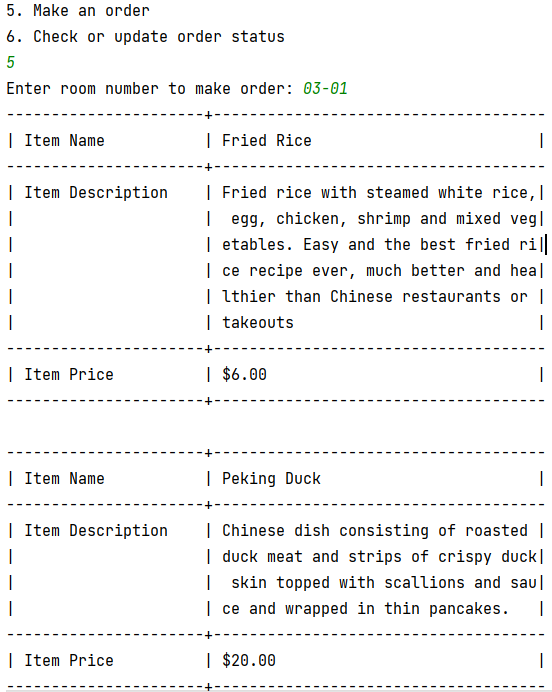 5. Make an order
6. Check or update order status
5
Enter room number to make order: 03-01
----------------------+-------------------------------------
| Item Name           | Fried Rice                         |
----------------------+-------------------------------------
| Item Description    | Fried rice with steamed white rice,|
|                     |  egg, chicken, shrimp and mixed veg|
|                     | etables. Easy and the best fried ri|
|                     | ce recipe ever, much better and hea|
|                     | lthier than Chinese restaurants or |
|                     | takeouts                           |
----------------------+-------------------------------------
| Item Price          | $6.00                              |
----------------------+-------------------------------------

----------------------+-------------------------------------
| Item Name           | Peking Duck                        |
----------------------+-------------------------------------
| Item Description    | Chinese dish consisting of roasted |
|                     | duck meat and strips of crispy duck|
|                     |  skin topped with scallions and sau|
|                     | ce and wrapped in thin pancakes.   |
----------------------+-------------------------------------
| Item Price          | $20.00                             |
----------------------+-------------------------------------